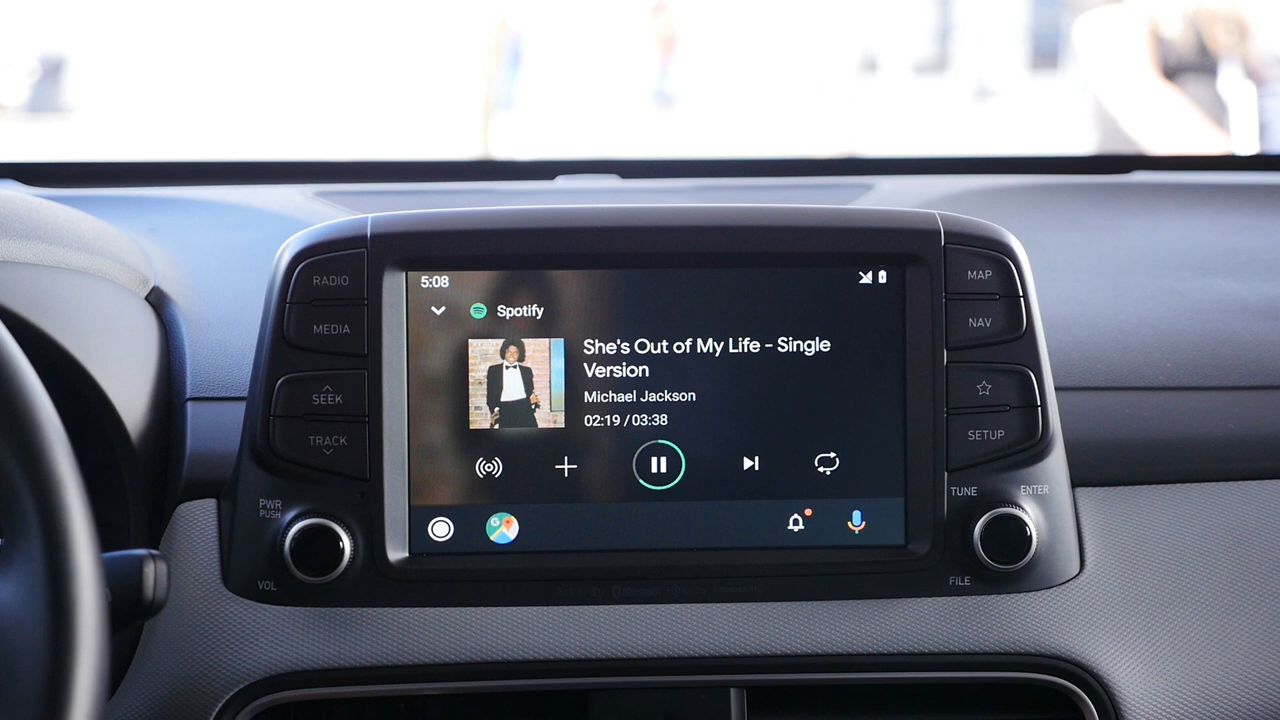 RADIO
MEDIA
SEEK
TRACK
PWR
PUSH
VOL
5:08
Spotify
She's Out of My Life - Single
Version
Michael Jackson
02:19 / 03:38
G
MAP
NAV
SETUP
TUNE
ENTER
FILE